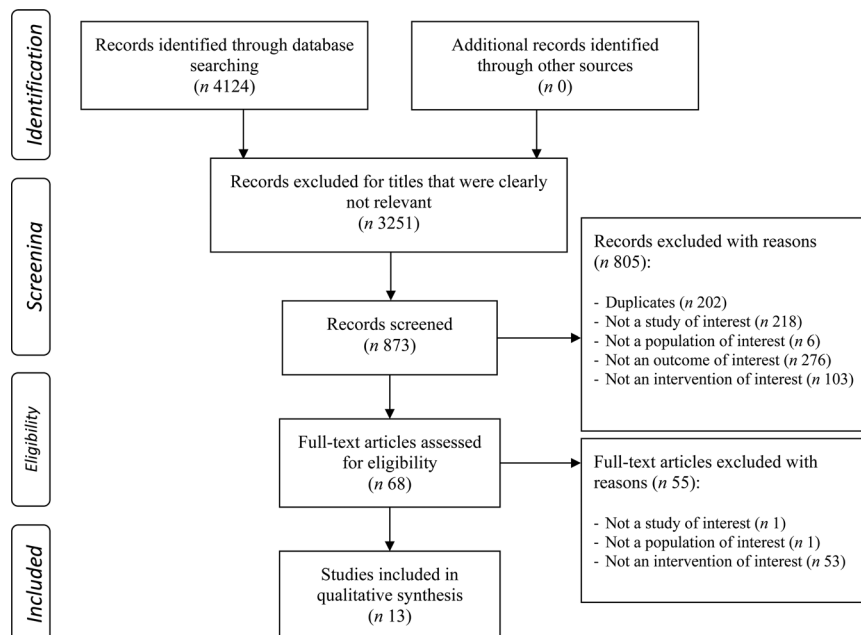 Identification
Records identified through database
searching
(n 4124)
Additional records identified
through other sources
(n 0)
Screenina
Records excluded for titles that were clearly
not relevant
(n 3251)
Records screened
(n 873)
Records excluded with reasons
(n 805):
- Duplicates (n 202)
- Not a study of interest (n 218)
- Not a population of interest (n 6)
- Not an outcome of interest (n 276)
- Not an intervention of interest (n 103)
Eligibility
Full-text articles assessed
for eligibility
(n 68)
Full-text articles excluded with
reasons (n 55):
- Not a study of interest (n 1)
- Not a population of interest (n 1)
- Not an intervention of interest (n 53)
Included
Studies included in
qualitative synthesis
(n 13)